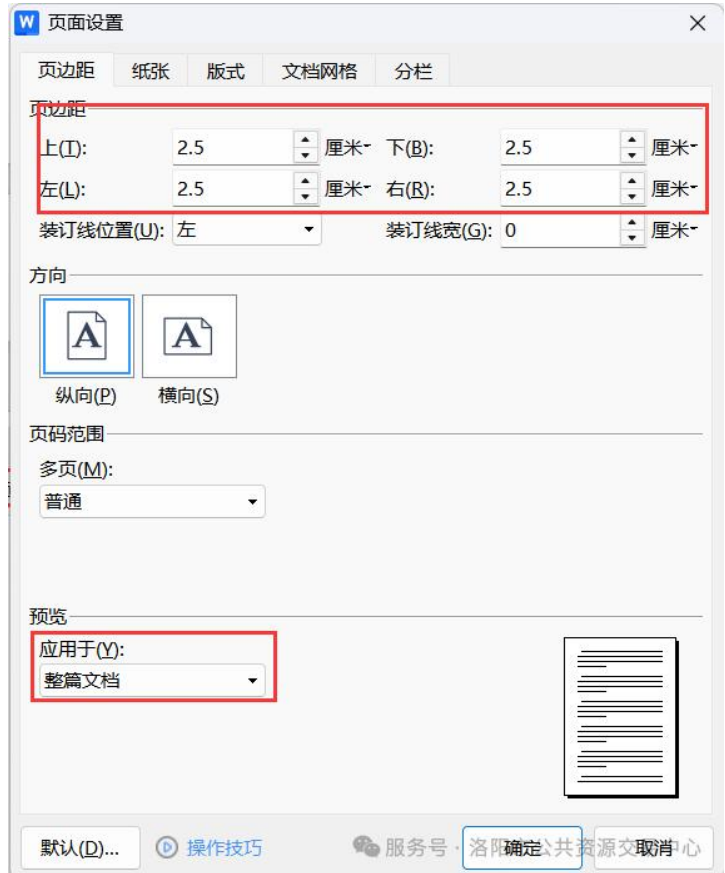 W 页面设置
页边距 纸张 版式 文档网格 分栏
页边距
上(T): 2.5 厘米 下(B): 2.5 厘米
左(L): 2.5 厘米 右(R): 2.5 厘米
装订线位置(U): 左 装订线宽(G): 0 厘米
方向
A A
纵向(P) 横向(S)
页码范围
多页(M):
普通
预览
应用于(Y):
整篇文档
默认(D)... 操作技巧 确定 取消
服务号 · 洛阳市公共资源交易中心